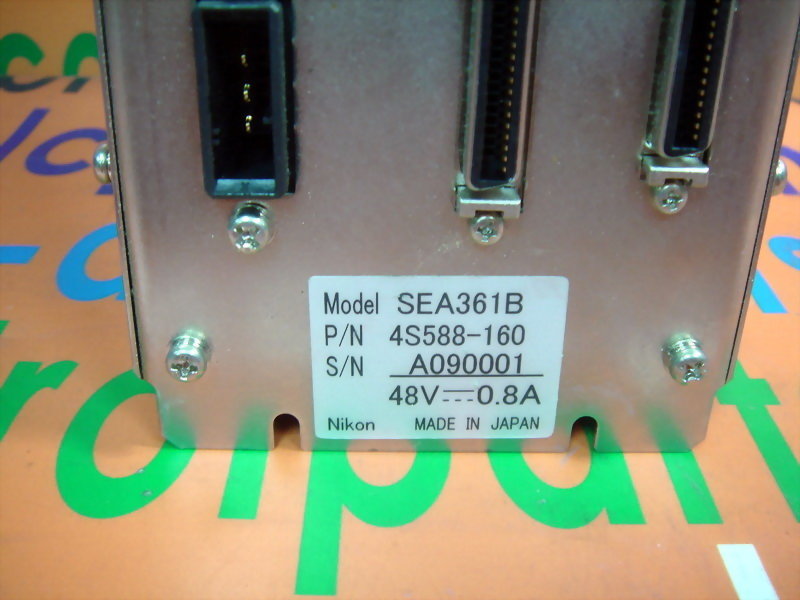 Model SEA361B
P/N 4S588-160
S/N A090001
48V⎓0.8A
Nikon MADE IN JAPAN